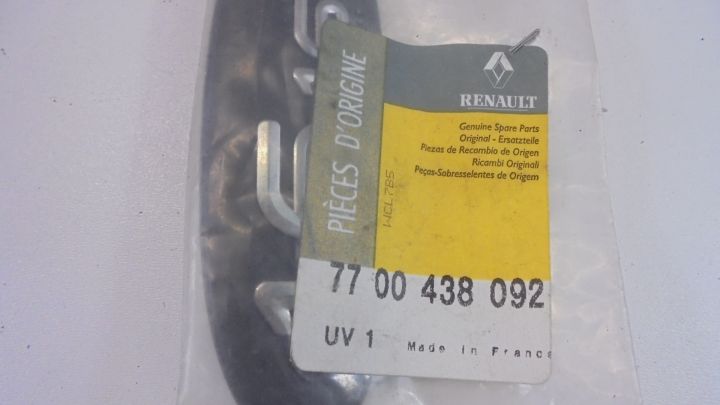 RENAULT
Genuine Spare Parts
Original - Ersatzteile
Piezas de Recambio de Origen
Ricambi Originali
Peças-Sobresselentes de Origem
PIÈCES D'ORIGINE
WCL785
77 00 438 092
UV 1 Made in France